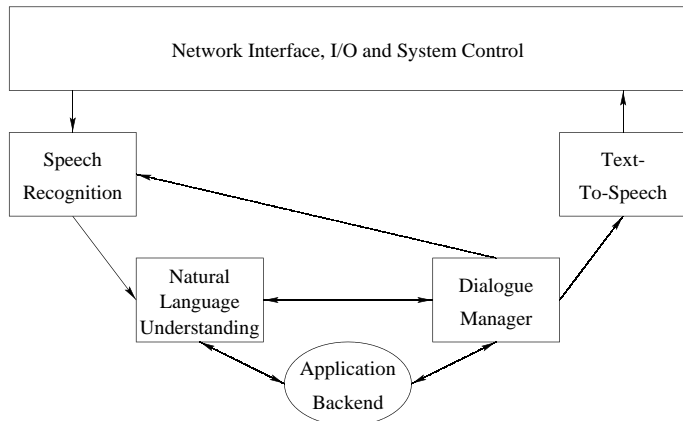 Network Interface, I/O and System Control
Speech
Recognition
Text-
To-Speech
Natural
Language
Understanding
Dialogue
Manager
Application
Backend